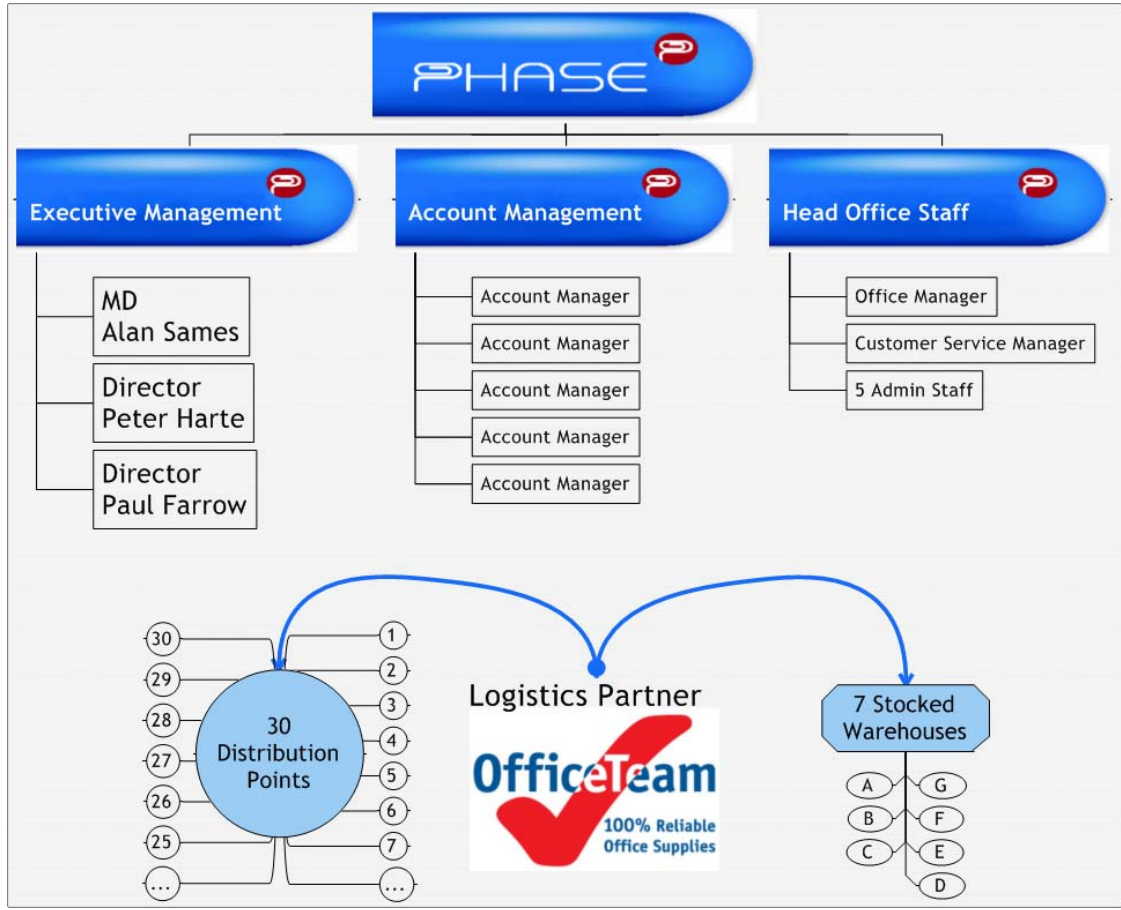 PHASE
Executive Management
Account Management
Head Office Staff
MD
Alan Sames
Director
Peter Harte
Director
Paul Farrow
Account Manager
Account Manager
Account Manager
Account Manager
Account Manager
Office Manager
Customer Service Manager
5 Admin Staff
30
29
28
27
26
25
...
30
Distribution
Points
1
2
3
4
5
6
7
...
Logistics Partner
OfficeTeam
100% Reliable
Office Supplies
7 Stocked
Warehouses
A
B
C
G
F
E
D